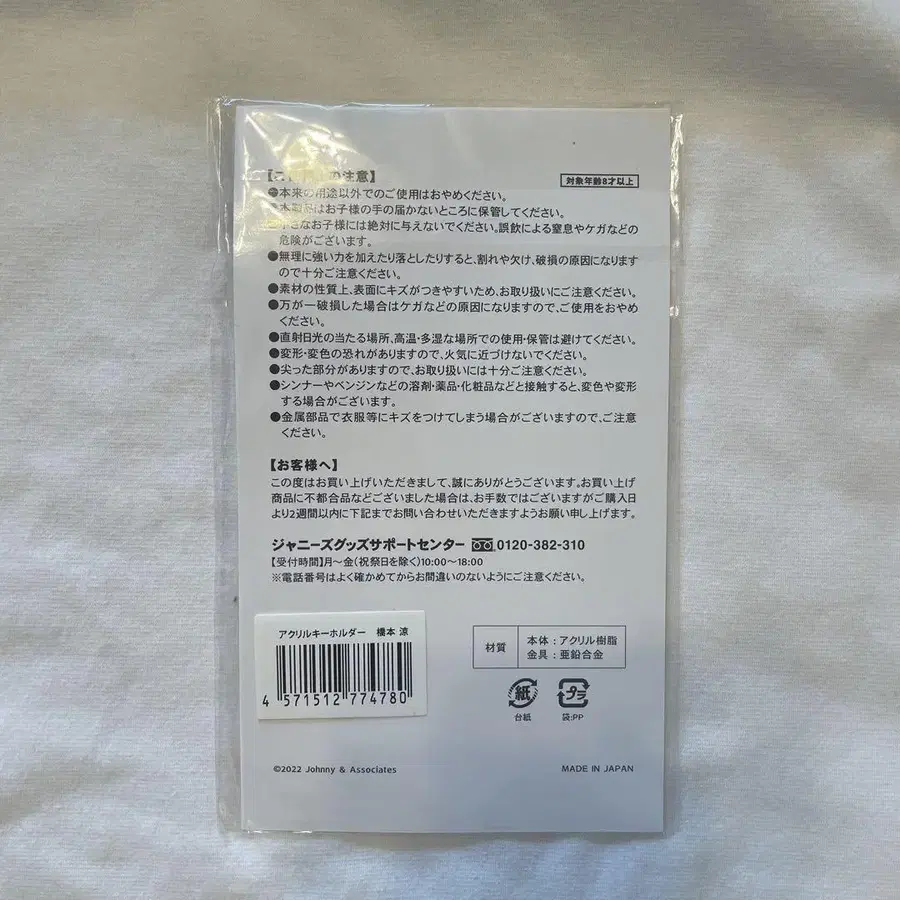 の注意】
対象年齢8才以上
●本来の用途以外でのご使用はおやめください。
本製品はお子様の手の届かないところに保管してください。
小さなお子様には絶対に与えないでください。誤飲による窒息やケガなどの
危険がございます。
●無理に強い力を加えたり落としたりすると、割れや欠け、破損の原因になります
ので十分ご注意ください。
●素材の性質上、表面にキズがつきやすいため、お取り扱いにご注意ください。
●万が一破損した場合はケガなどの原因になりますので、ご使用をおやめ
ください。
●直射日光の当たる場所、高温・多湿な場所での使用・保管は避けてください。
●変形・変色の恐れがありますので、火気に近づけないでください。
●尖った部分がありますので、お取り扱いには十分ご注意ください。
●シンナーやベンジンなどの溶剤・薬品・化粧品などと接触すると、変色や変形
する場合がございます。
●金属部品で衣服等にキズをつけてしまう場合がございますので、ご注意
ください。
【お客様へ】
この度はお買い上げいただきまして、誠にありがとうございます。お買い上げ
商品に不都合品などございました場合は、お手数ではございますがご購入日
より2週間以内に下記までお問い合わせいただきますようお願い申し上げます。
ジャニーズグッズサポートセンター 0120-382-310
【受付時間】月〜金(祝祭日を除く)10:00〜18:00
※電話番号はよく確かめてからお間違いのないようにご注意ください。
アクリルキーホルダー 橋本 涼
4 571512 774780
材質
本体:アクリル樹脂
金具:亜鉛合金
紙
プラ
台紙
袋:PP
©2022 Johnny & Associates
MADE IN JAPAN